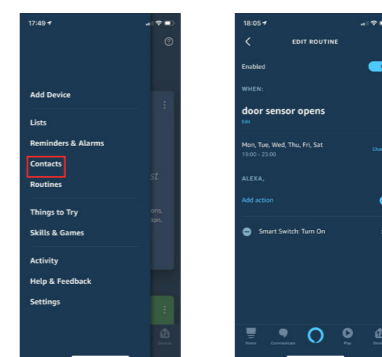 17:49
Add Device
Lists
Reminders & Alarms
Contacts
Routines
Things to Try
Skills & Games
Activity
Help & Feedback
Settings
18:05
EDIT ROUTINE
Enabled
WHEN:
door sensor opens
Edit
Mon, Tue, Wed, Thu, Fri, Sat
19:00 - 23:00
ALEXA,
Add action
Smart Switch: Turn On
Home Communicate Play